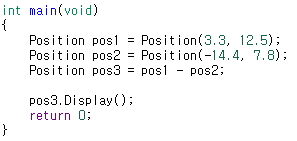 int main(void)
{
    Position pos1 = Position(3.3, 12.5);
    Position pos2 = Position(-14.4, 7.8);
    Position pos3 = pos1 - pos2;

    pos3.Display();
    return 0;
}